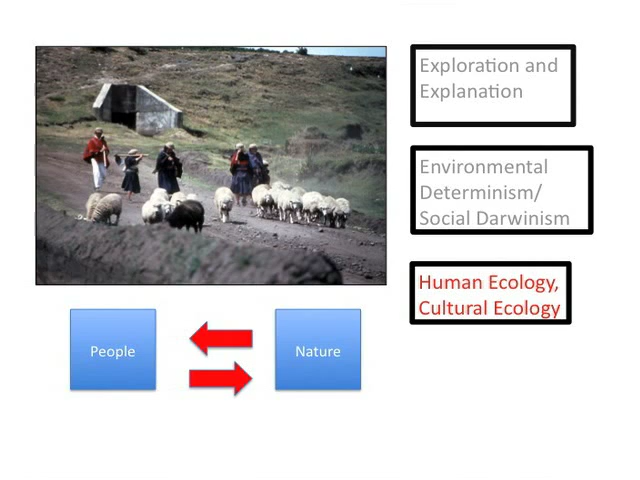 Exploration and
Explanation
Environmental
Determinism/
Social Darwinism
Human Ecology,
Cultural Ecology
People
Nature